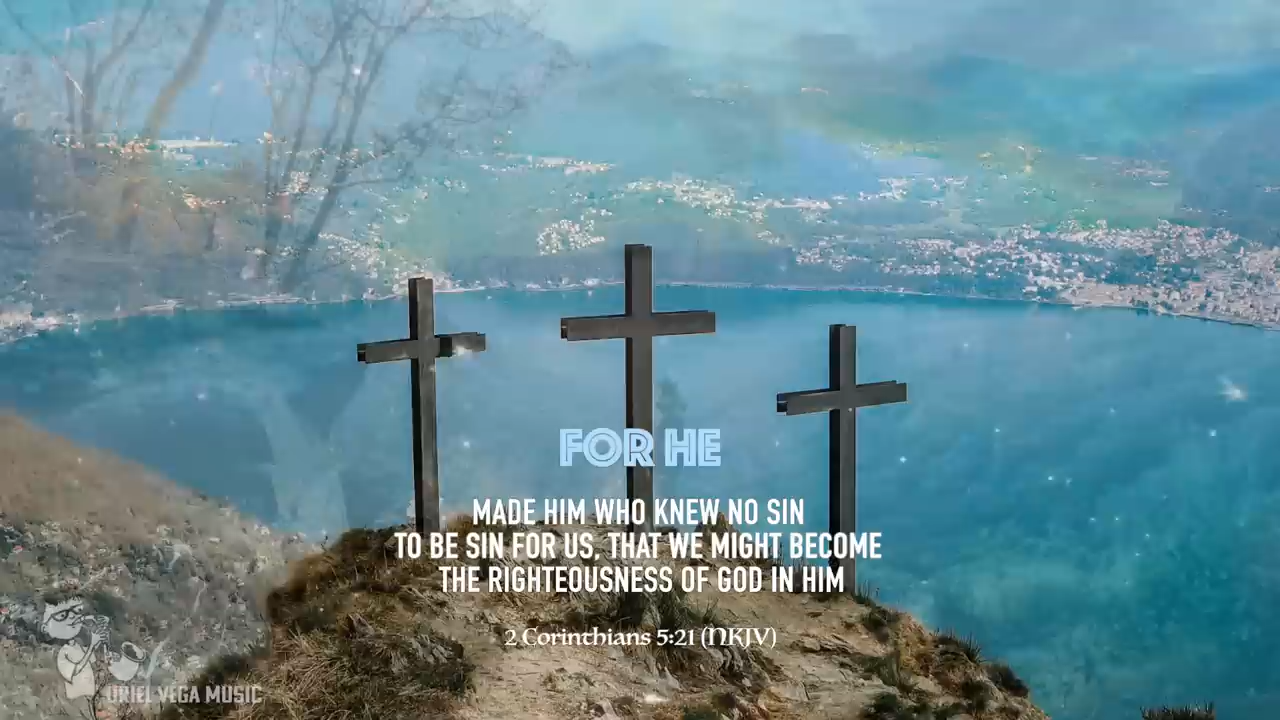 FOR HE
MADE HIM WHO KNEW NO SIN
TO BE SIN FOR US, THAT WE MIGHT BECOME
THE RIGHTEOUSNESS OF GOD IN HIM
2 Corinthians 5:21 (NKJV)
URIEL VEGA MUSIC